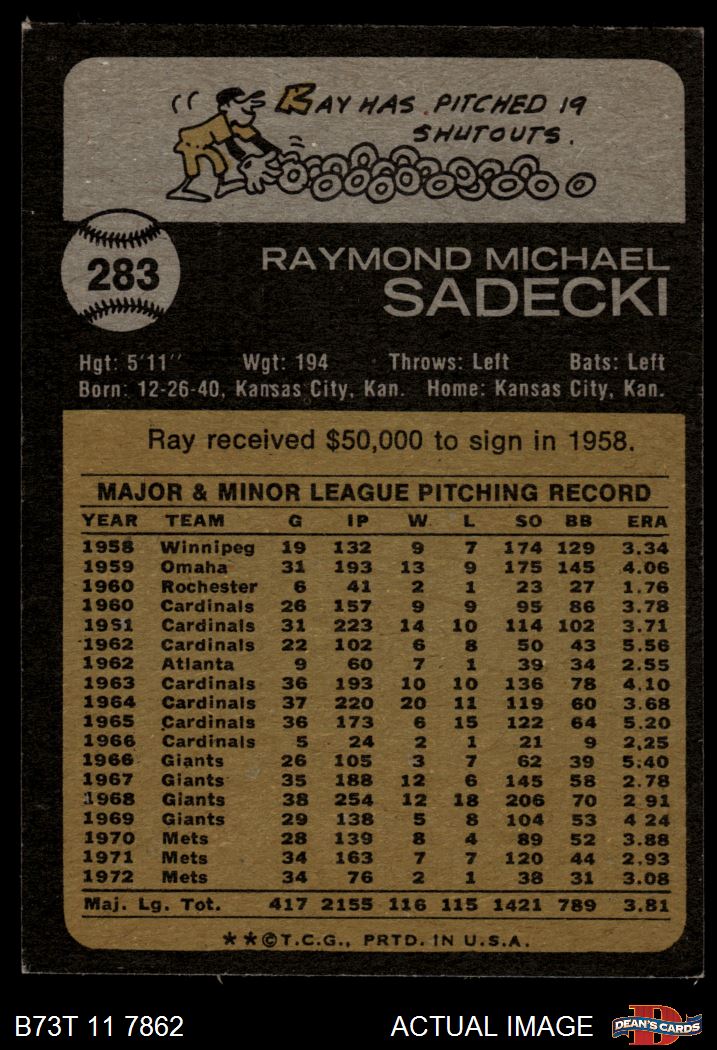 RAY HAS PITCHED 19
SHUTOUTS.
283
RAYMOND MICHAEL
SADECKI
Hgt: 5'11" Wgt: 194 Throws: Left Bats: Left
Born: 12-26-40, Kansas City, Kan. Home: Kansas City, Kan.
Ray received $50,000 to sign in 1958.
MAJOR & MINOR LEAGUE PITCHING RECORD
YEAR TEAM G IP W L SO BB ERA
1958 Winnipeg 19 132 9 7 174 129 3.34
1959 Omaha 31 193 13 9 175 145 4.06
1960 Rochester 6 41 2 1 23 27 1.76
1960 Cardinals 26 157 9 9 95 86 3.78
1961 Cardinals 31 223 14 10 114 102 3.71
1962 Cardinals 22 102 6 8 50 43 5.56
1962 Atlanta 9 60 7 1 39 34 2.55
1963 Cardinals 36 193 10 10 136 78 4.10
1964 Cardinals 37 220 20 11 119 60 3.68
1965 Cardinals 36 173 6 15 122 64 5.20
1966 Cardinals 5 24 2 1 21 9 2.25
1966 Giants 26 105 3 7 62 39 5.40
1967 Giants 35 188 12 6 145 58 2.78
1968 Giants 38 254 12 18 206 70 2 91
1969 Giants 29 138 5 8 104 53 4 24
1970 Mets 28 139 8 4 89 52 3.88
1971 Mets 34 163 7 7 120 44 2.93
1972 Mets 34 76 2 1 38 31 3.08
Maj. Lg. Tot. 417 2155 116 115 1421 789 3.81
**©T.C.G., PRTD. IN U.S.A.
B73T 11 7862 ACTUAL IMAGE DEAN'S CARDS